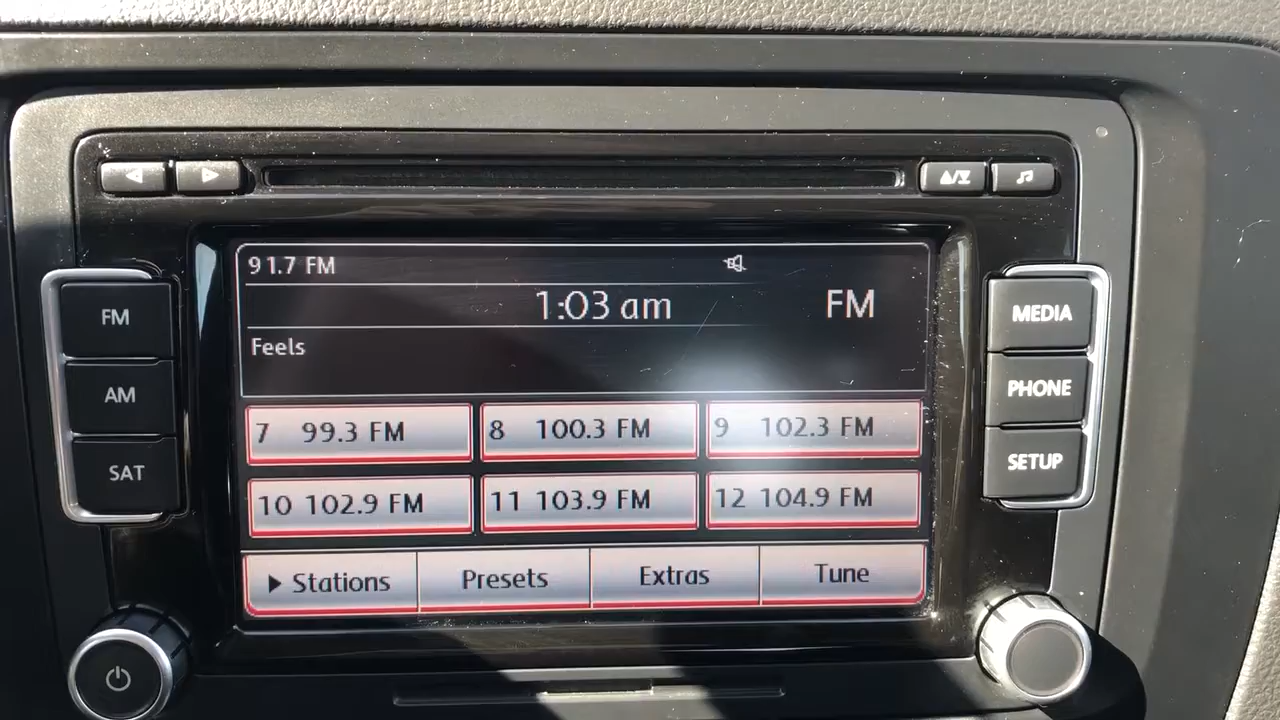 91.7 FM
1:03 am FM
Feels
FM
AM
SAT
7 99.3 FM
8 100.3 FM
9 102.3 FM
10 102.9 FM
11 103.9 FM
12 104.9 FM
Stations
Presets
Extras
Tune
MEDIA
PHONE
SETUP